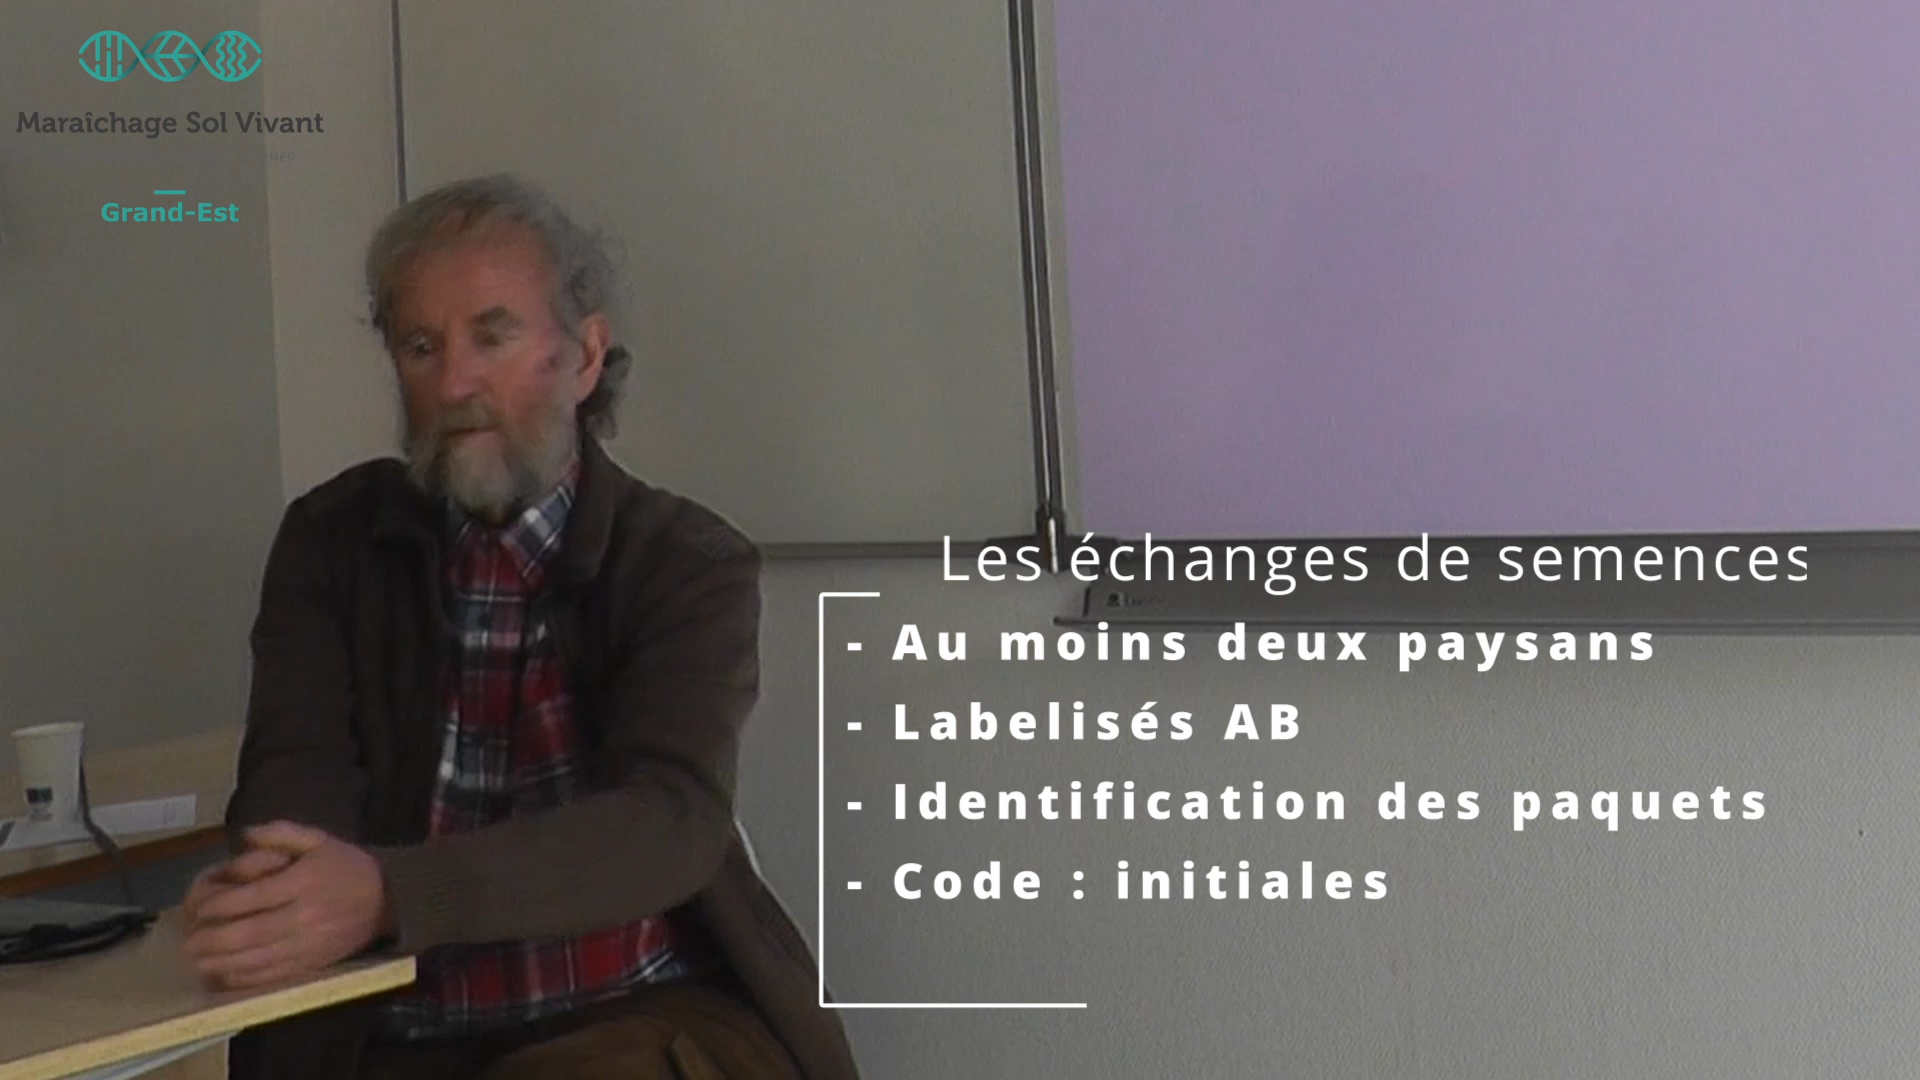 Maraîchage Sol Vivant
Grand-Est
Les échanges de semences
- Au moins deux paysans
- Labelisés AB
- Identification des paquets
- Code : initiales